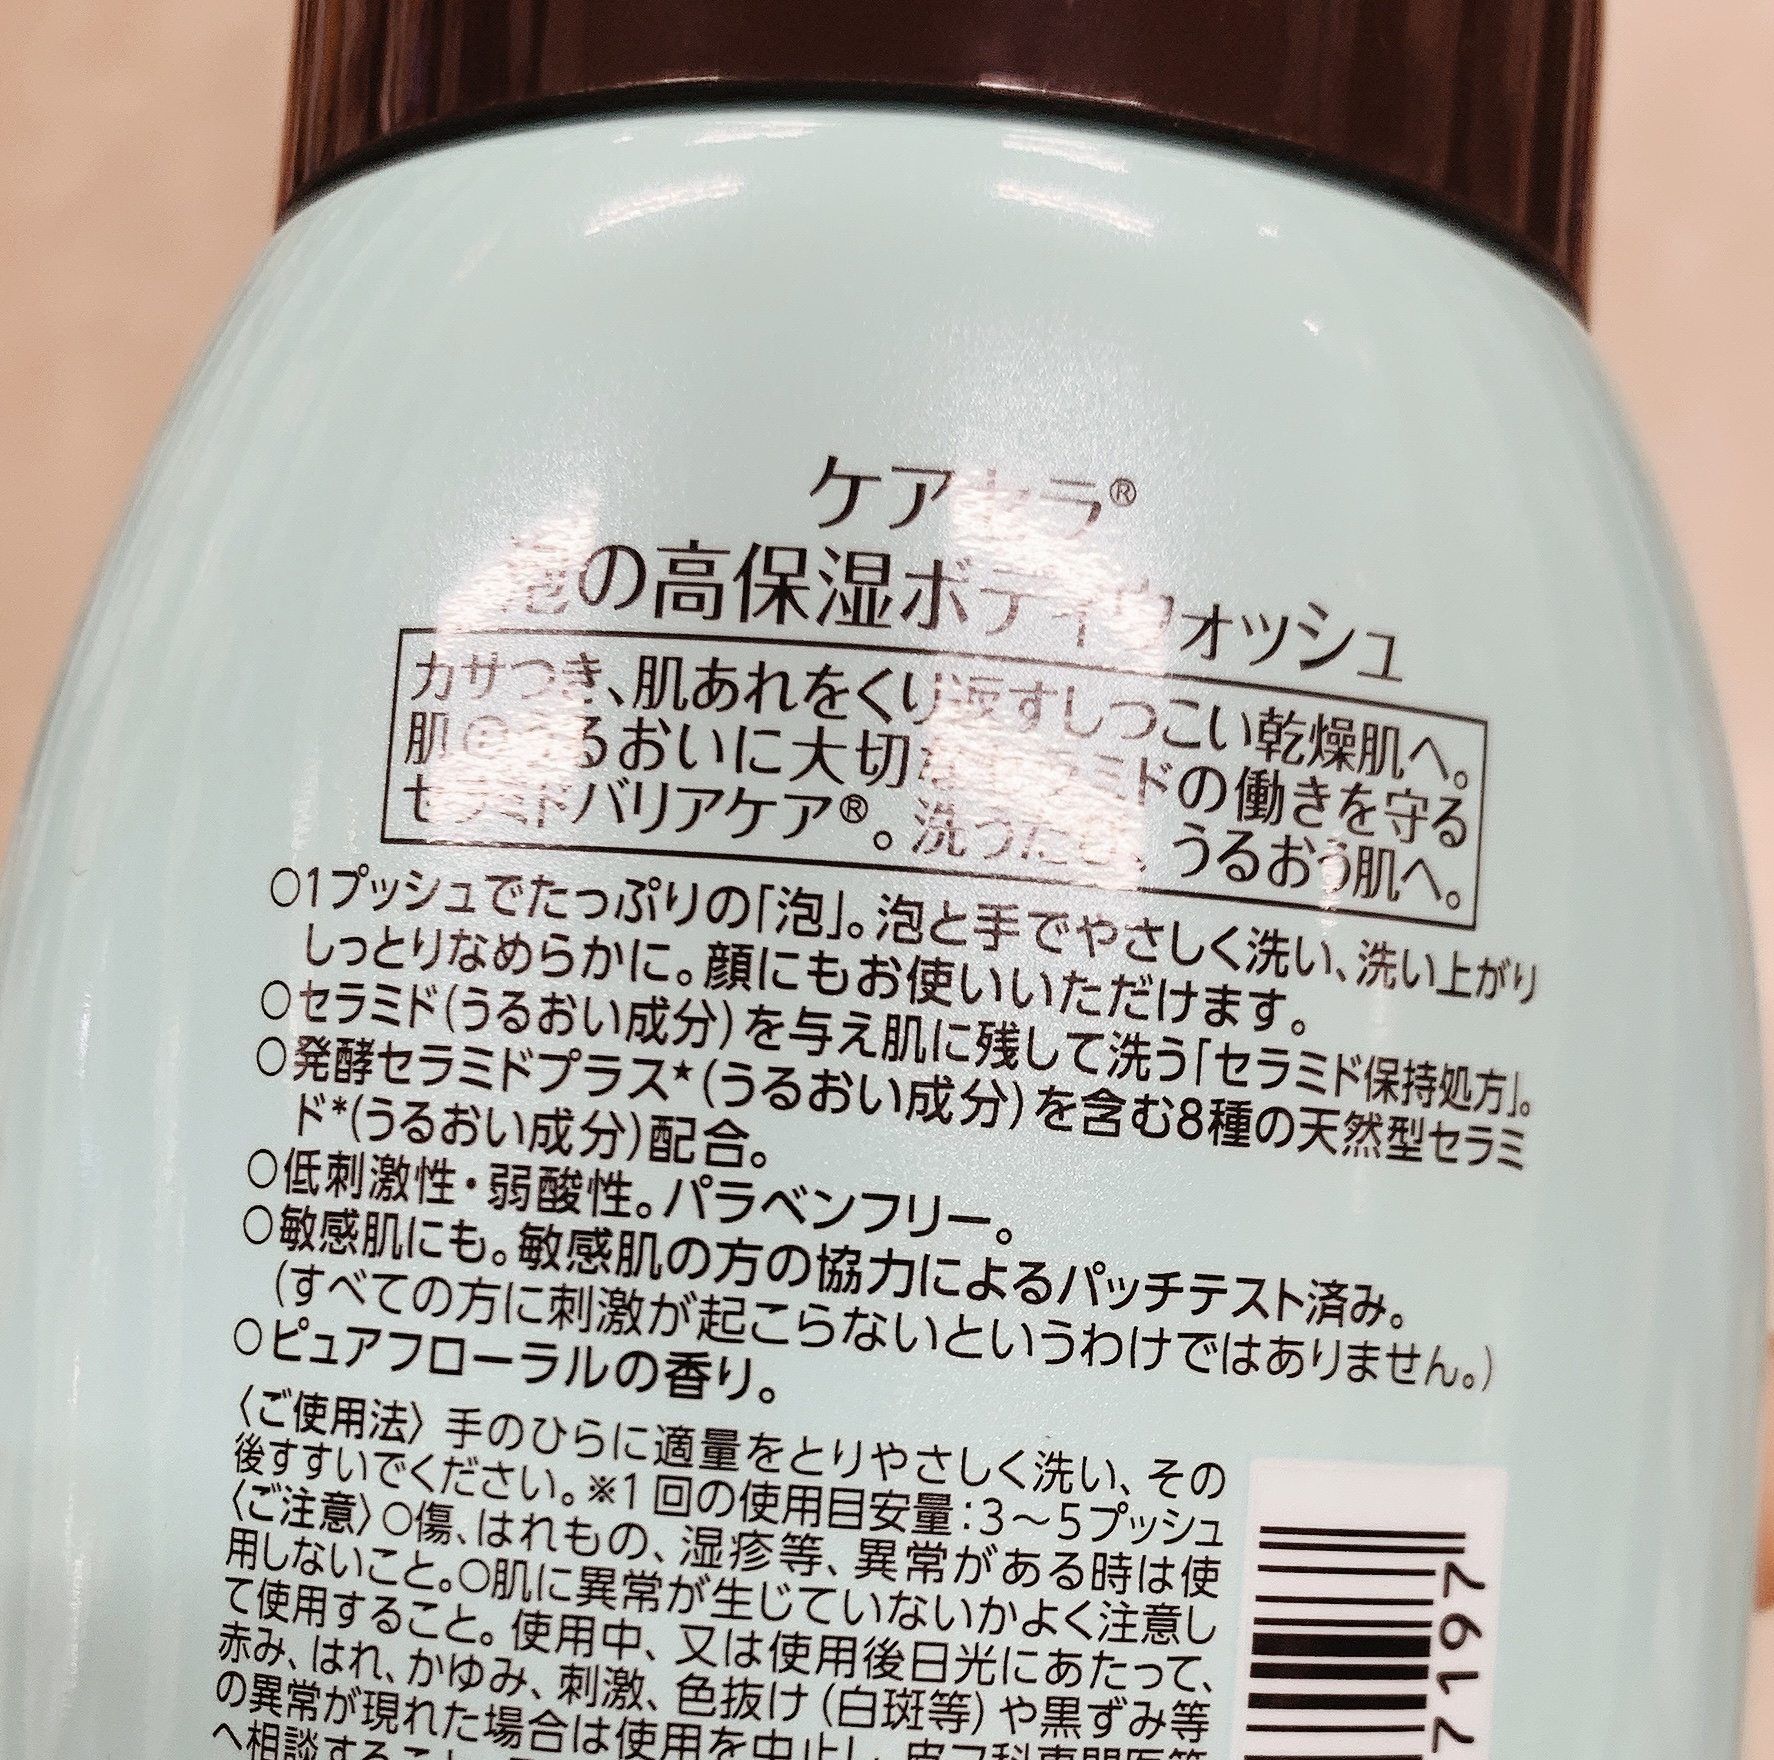 ケアセラ®
泡の高保湿ボディウォッシュ
カサつき、肌あれをくり返すしつこい乾燥肌へ。
肌のうるおいに大切なセラミドの働きを守る
セラミドバリアケア®。洗うたび、うるおう肌へ。
○1プッシュでたっぷりの「泡」。泡と手でやさしく洗い、洗い上がり
しっとりなめらかに。顔にもお使いいただけます。
○セラミド(うるおい成分)を与え肌に残して洗う「セラミド保持処方」。
○発酵セラミドプラス★(うるおい成分)を含む8種の天然型セラミ
ド*(うるおい成分)配合。
○低刺激性・弱酸性。パラベンフリー。
○敏感肌にも。敏感肌の方の協力によるパッチテスト済み。
(すべての方に刺激が起こらないというわけではありません。)
○ピュアフローラルの香り。
〈ご使用法〉手のひらに適量をとりやさしく洗い、その
後すすいでください。※1回の使用目安量:3〜5プッシュ
〈ご注意〉○傷、はれもの、湿疹等、異常がある時は使
用しないこと。○肌に異常が生じていないかよく注意し
て使用すること。使用中、又は使用後日光にあたって、
赤み、はれ、かゆみ、刺激、色抜け(白斑等)や黒ずみ等
の異常が現れた場合は使用を中止し、皮フ科専門医等
へ相談すること